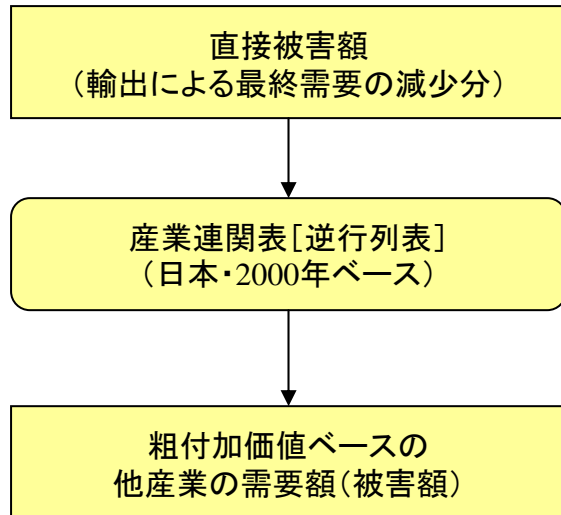 直接被害額
（輸出による最終需要の減少分）
産業連関表［逆行列表］
（日本・2000年ベース）
粗付加価値ベースの
他産業の需要額（被害額）